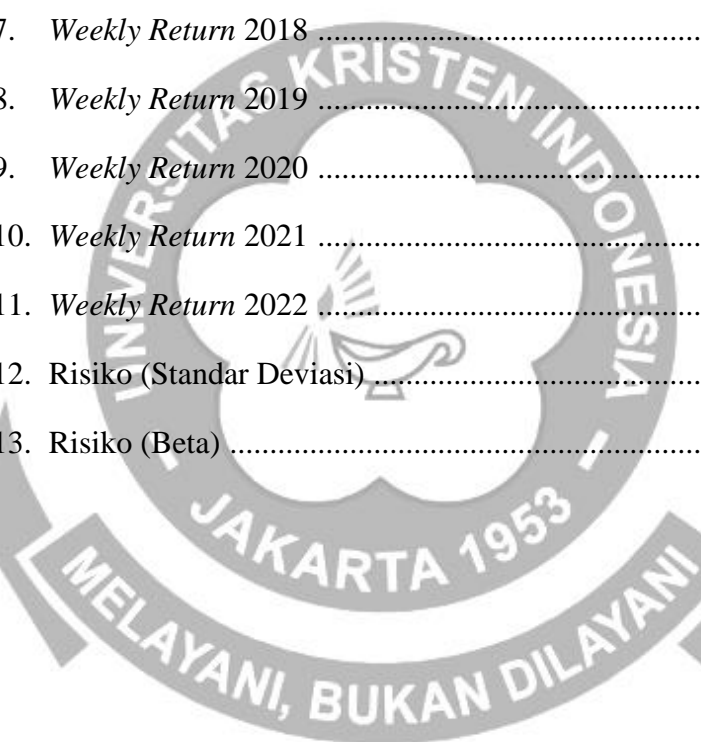 7. Weekly Return 2018 ..........................................................
8. Weekly Return 2019 ..........................................................
9. Weekly Return 2020 ..........................................................
10. Weekly Return 2021 ..........................................................
11. Weekly Return 2022 ..........................................................
12. Risiko (Standar Deviasi) ..................................................
13. Risiko (Beta) ......................................................................
UNIVERSITAS KRISTEN INDONESIA
- JAKARTA 1953 -
MELAYANI, BUKAN DILAYANI